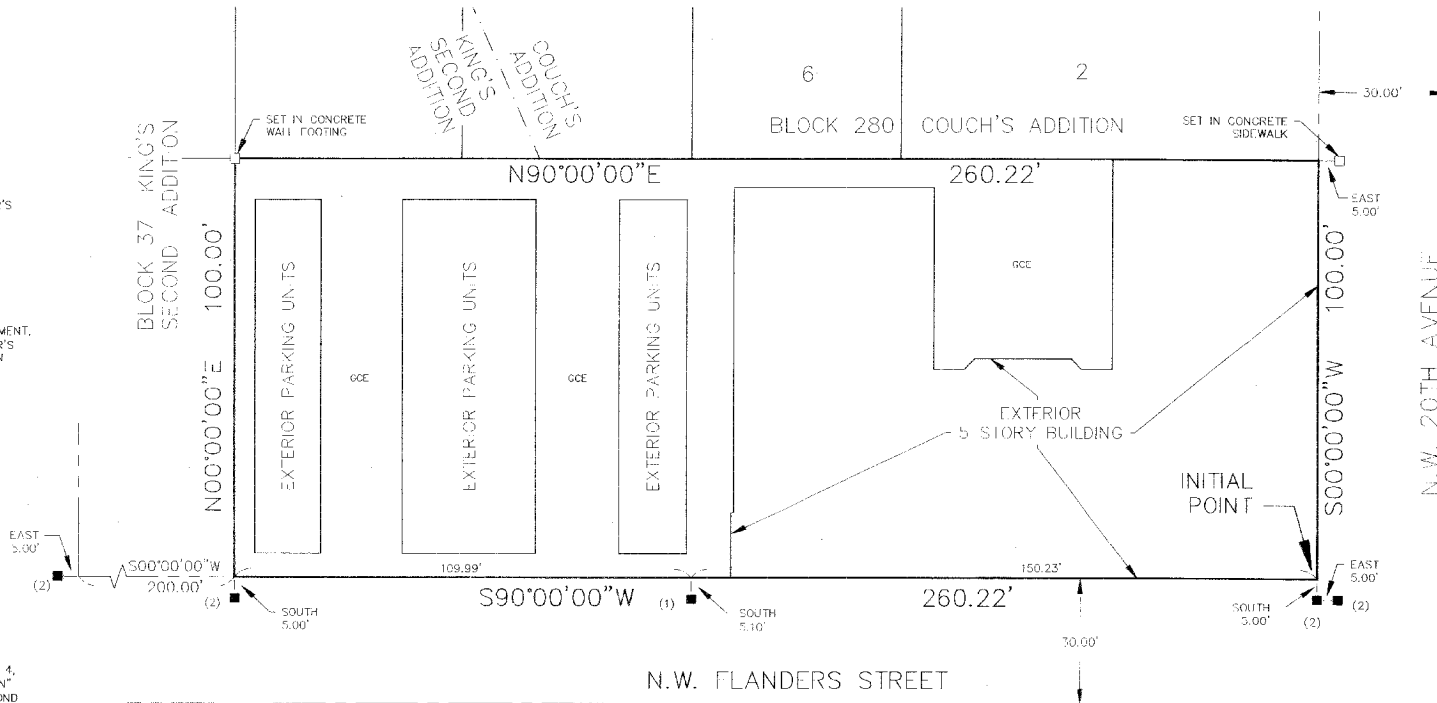 COUCH'S
ADDITION
KING'S
SECOND
ADDITION
6
2
30.00'
BLOCK 280 COUCH'S ADDITION
SET IN CONCRETE
WALL FOOTING
SET IN CONCRETE
SIDEWALK
N90°00'00"E
260.22'
EAST
5.00'
BLOCK 37 KING'S
SECOND ADDITION
N00°00'00"E 100.00'
EXTERIOR PARKING UNITS
GCE
EXTERIOR PARKING UNITS
GCE
EXTERIOR PARKING UNITS
GCE
S00°00'00"W 100.00'
N.W. 20TH AVENUE
EXTERIOR
5 STORY BUILDING
INITIAL
POINT
EAST
5.00'
(2)
S00°00'00"W
200.00'
109.99'
150.23'
EAST
5.00'
(2)
SOUTH
5.00'
S90°00'00"W
260.22'
(1)
SOUTH
5.10'
SOUTH
5.00'
(2)
(2)
30.00'
N.W. FLANDERS STREET
4,